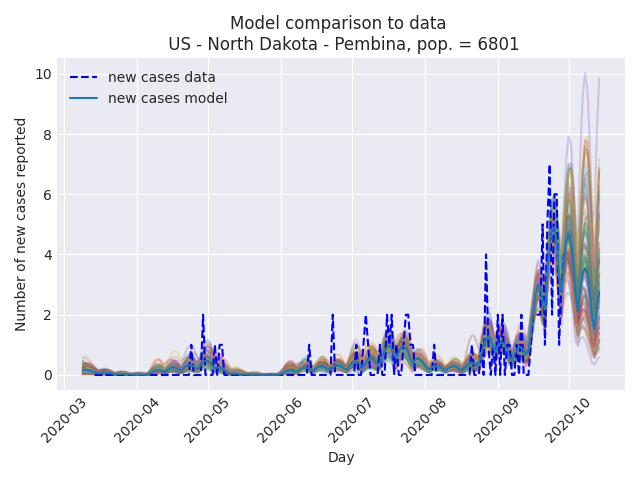 Model comparison to data
US - North Dakota - Pembina, pop. = 6801
new cases data
new cases model
Number of new cases reported
10
8
6
4
2
0
2020-03
2020-04
2020-05
2020-06
2020-07
2020-08
2020-09
2020-10
Day